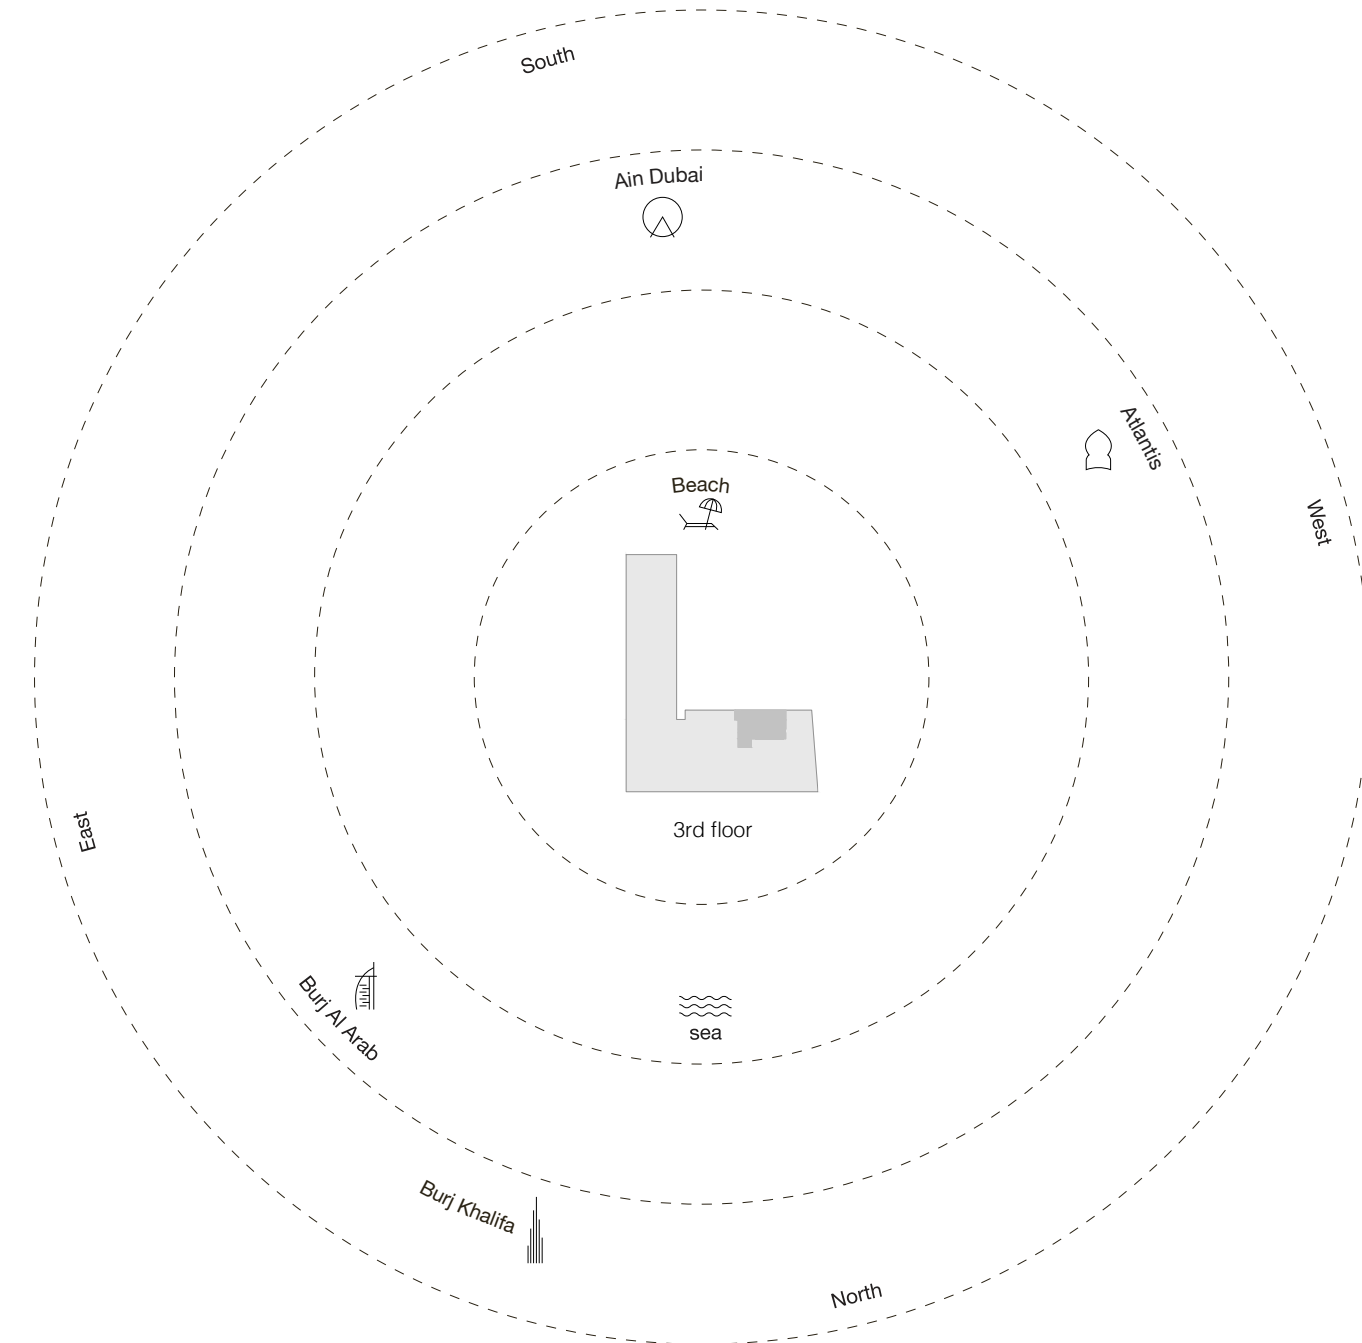 South
Ain Dubai
Atlantis
Beach
West
3rd floor
East
Burj Al Arab
sea
Burj Khalifa
North